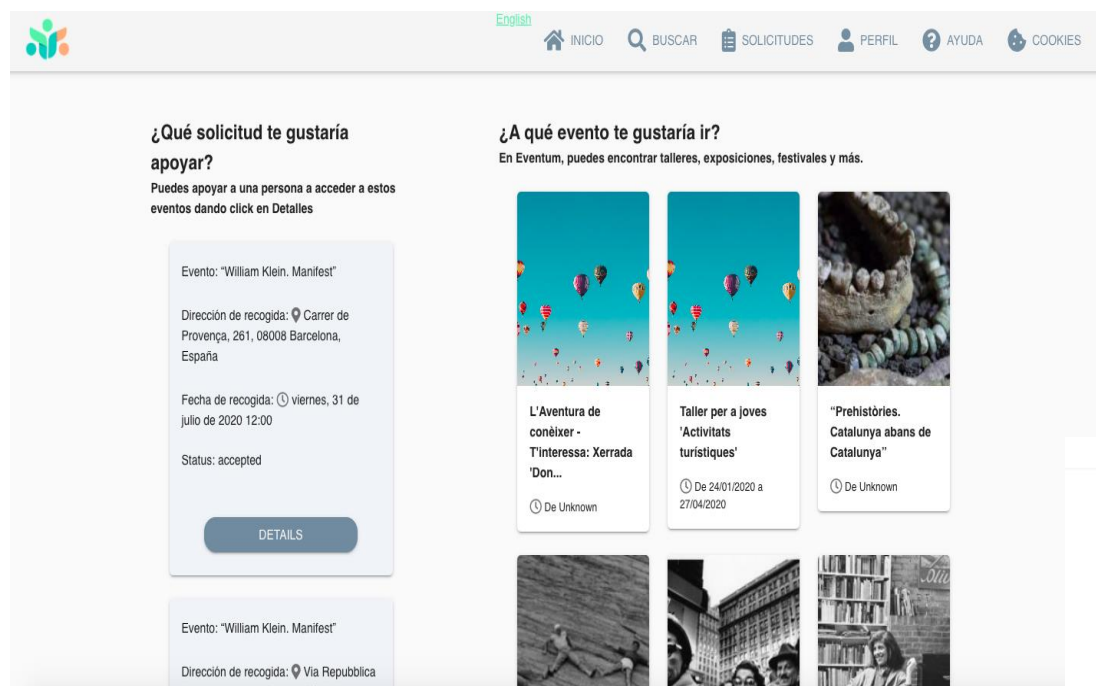 English
INICIO
BUSCAR
SOLICITUDES
PERFIL
AYUDA
COOKIES
¿Qué solicitud te gustaría
apoyar?
Puedes apoyar a una persona a acceder a estos
eventos dando click en Detalles
Evento: “William Klein. Manifest”
Dirección de recogida: Carrer de
Provença, 261, 08008 Barcelona,
España
Fecha de recogida: viernes, 31 de
julio de 2020 12:00
Status: accepted
DETAILS
Evento: “William Klein. Manifest”
Dirección de recogida: Via Repubblica
¿A qué evento te gustaría ir?
En Eventum, puedes encontrar talleres, exposiciones, festivales y más.
L'Aventura de
conèixer -
T'interessa: Xerrada
'Don...
De Unknown
Taller per a joves
'Activitats
turístiques'
De 24/01/2020 a
27/04/2020
“Prehistòries.
Catalunya abans de
Catalunya”
De Unknown